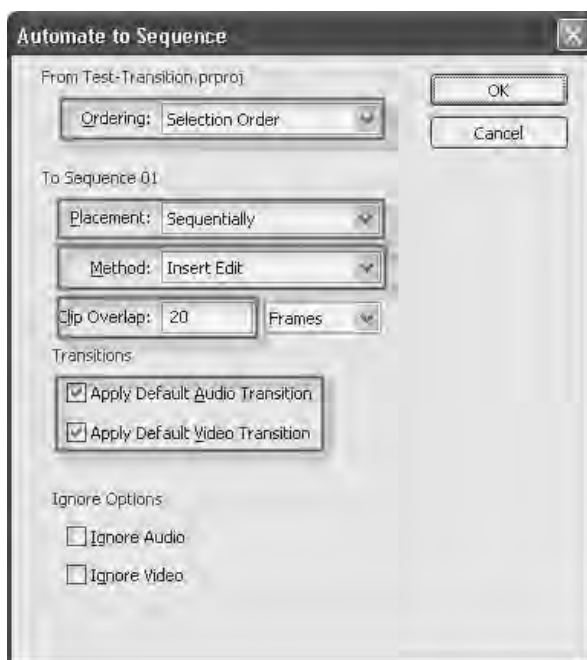 Automate to Sequence
From Test-Transition.prproj
OK
Ordering: Selection Order
Cancel
To Sequence 01
Placement: Sequentially
Method: Insert Edit
Clip Overlap: 20 Frames
Transitions
Apply Default Audio Transition
Apply Default Video Transition
Ignore Options
Ignore Audio
Ignore Video